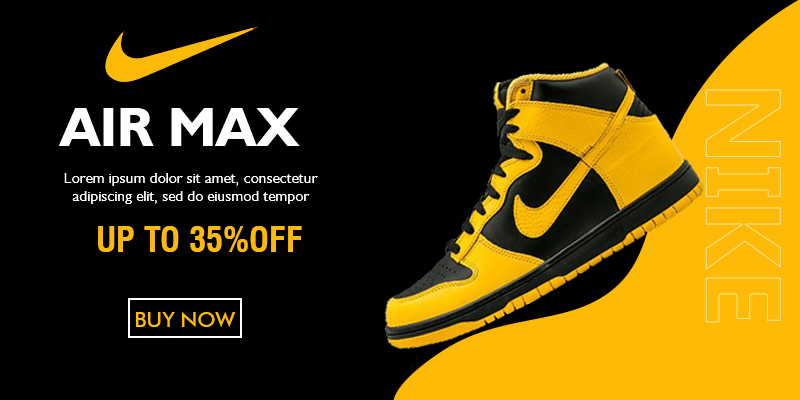 AIR MAX
Lorem ipsum dolor sit amet, consectetur
adipiscing elit, sed do eiusmod tempor
UP TO 35%OFF
BUY NOW
NIKE